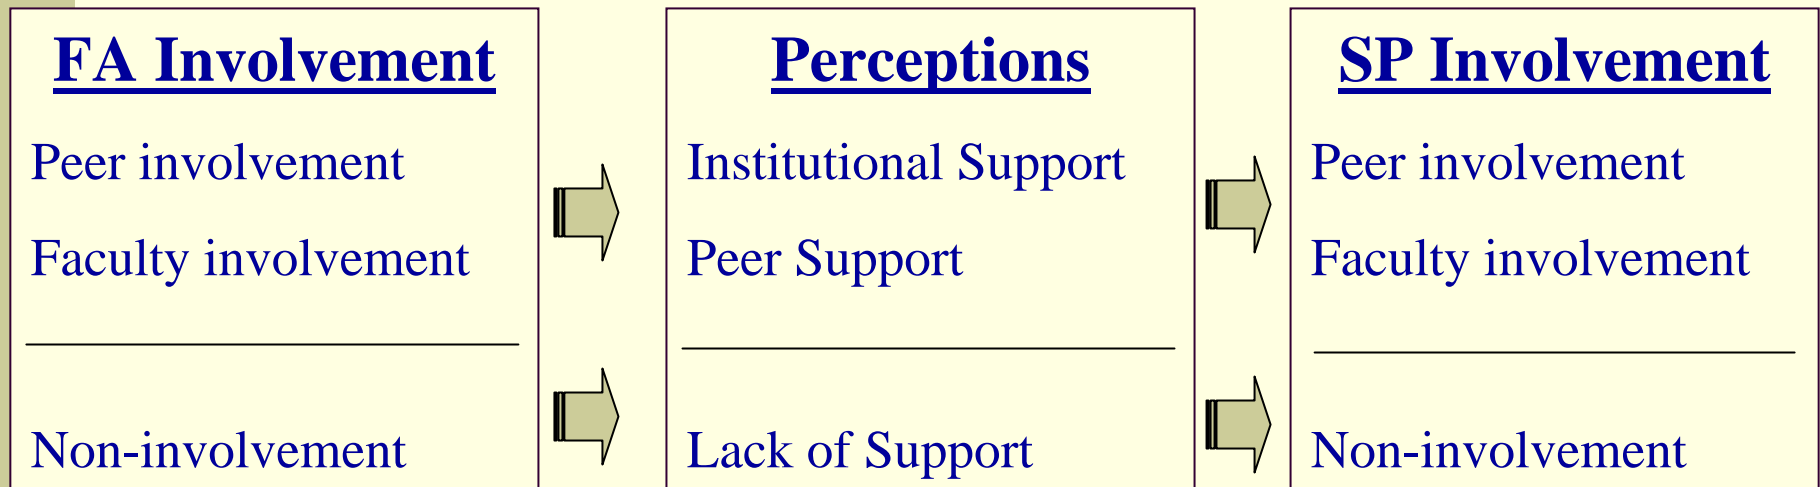 FA Involvement
Peer involvement
Faculty involvement
Non-involvement
Perceptions
Institutional Support
Peer Support
Lack of Support
SP Involvement
Peer involvement
Faculty involvement
Non-involvement